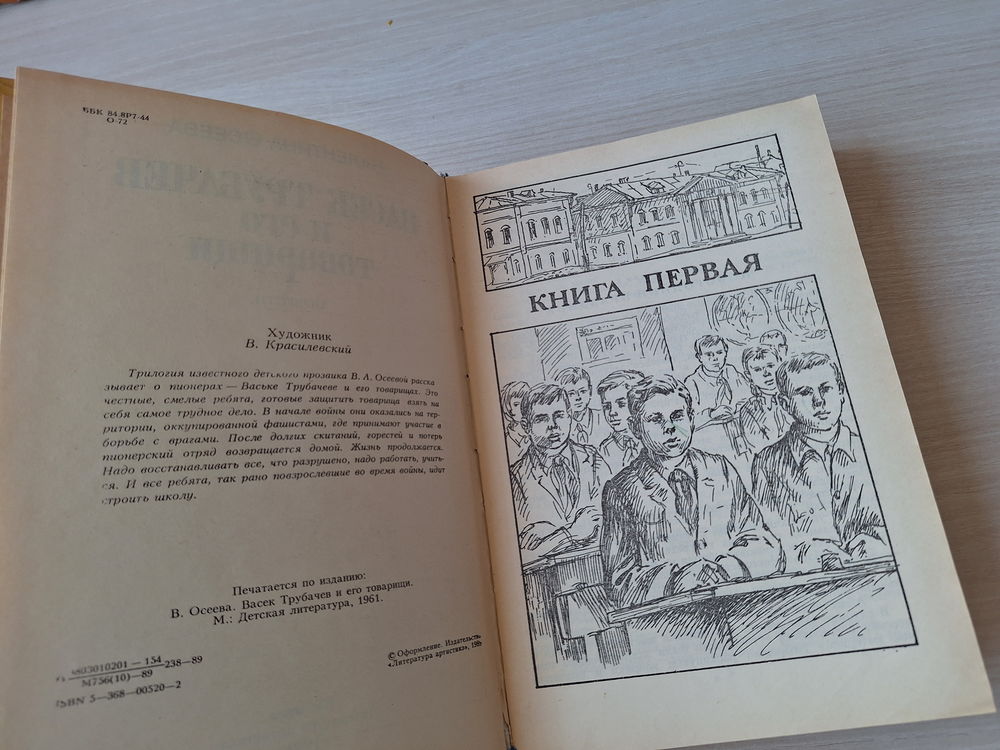 ББК 84.8Р7-44
О-72
Художник
В. Красилевский
Трилогия известного детского прозаика В. А. Осеевой расска
зывает о пионерах — Ваське Трубачеве и его товарищах. Это
честные, смелые ребята, готовые защитить товарища взять на
себя самое трудное дело. В начале войны они оказались на тер-
ритории, оккупированной фашистами, где принимают участие в
борьбе с врагами. После долгих скитаний, горестей и потерь
пионерский отряд возвращается домой. Жизнь продолжается.
Надо восстанавливать все, что разрушено, надо работать, учить-
ся. И все ребята, так рано повзрослевшие во время войны, идут
строить школу.
Печатается по изданию:
В. Осеева. Васек Трубачев и его товарищи.
М.: Детская литература, 1961.
4803010201 — 154
238—89
М756(10)—89
ISBN 5—368—00520—2
© Оформление. Издательство
«Литература артистикэ», 198
КНИГА ПЕРВАЯ